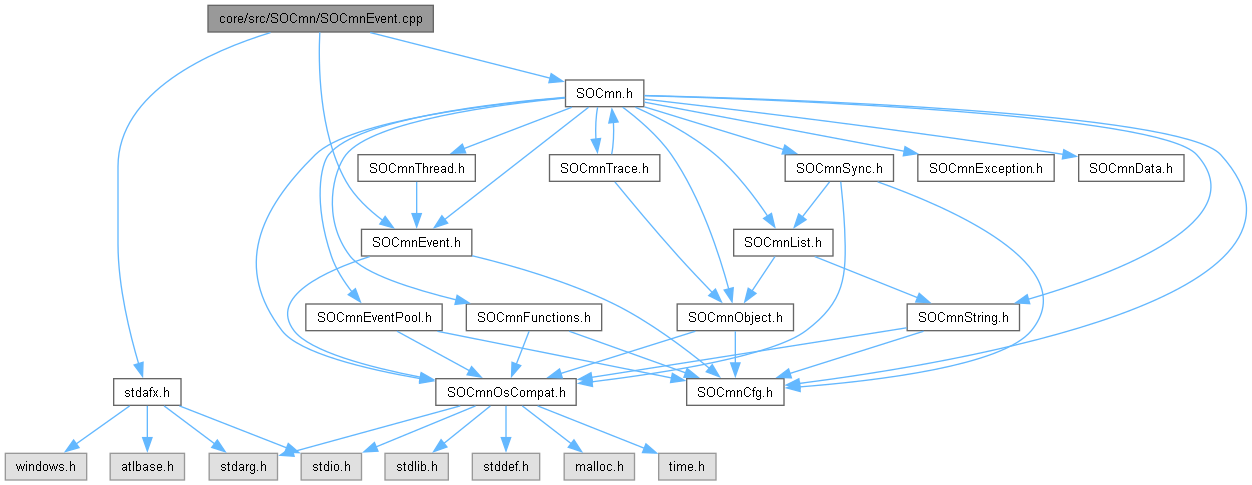 core/src/SOCmn/SOCmnEvent.cpp
SOCmn.h
SOCmnThread.h
SOCmnTrace.h
SOCmnSync.h
SOCmnException.h
SOCmnData.h
SOCmnEvent.h
SOCmnList.h
SOCmnEventPool.h
SOCmnFunctions.h
SOCmnObject.h
SOCmnString.h
stdafx.h
SOCmnOsCompat.h
SOCmnCfg.h
windows.h
atlbase.h
stdarg.h
stdio.h
stdlib.h
stddef.h
malloc.h
time.h